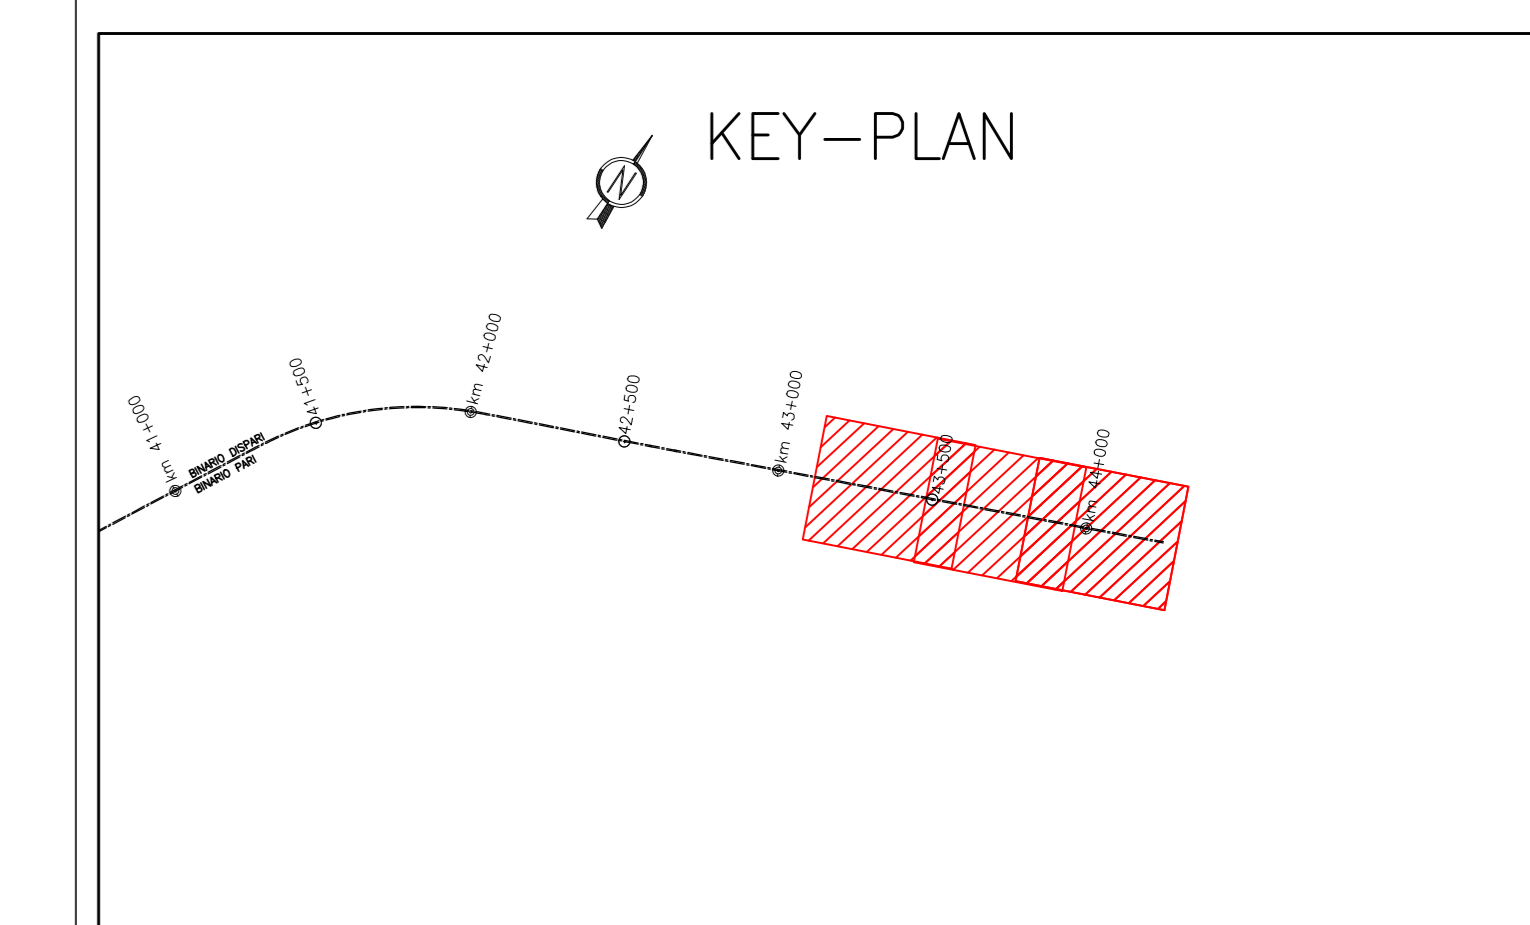 KEY-PLAN
N
km 41+000
41+500
km 42+000
42+500
km 43+000
43+500
km 44+000
BINARIO DISPARI
BINARIO PARI